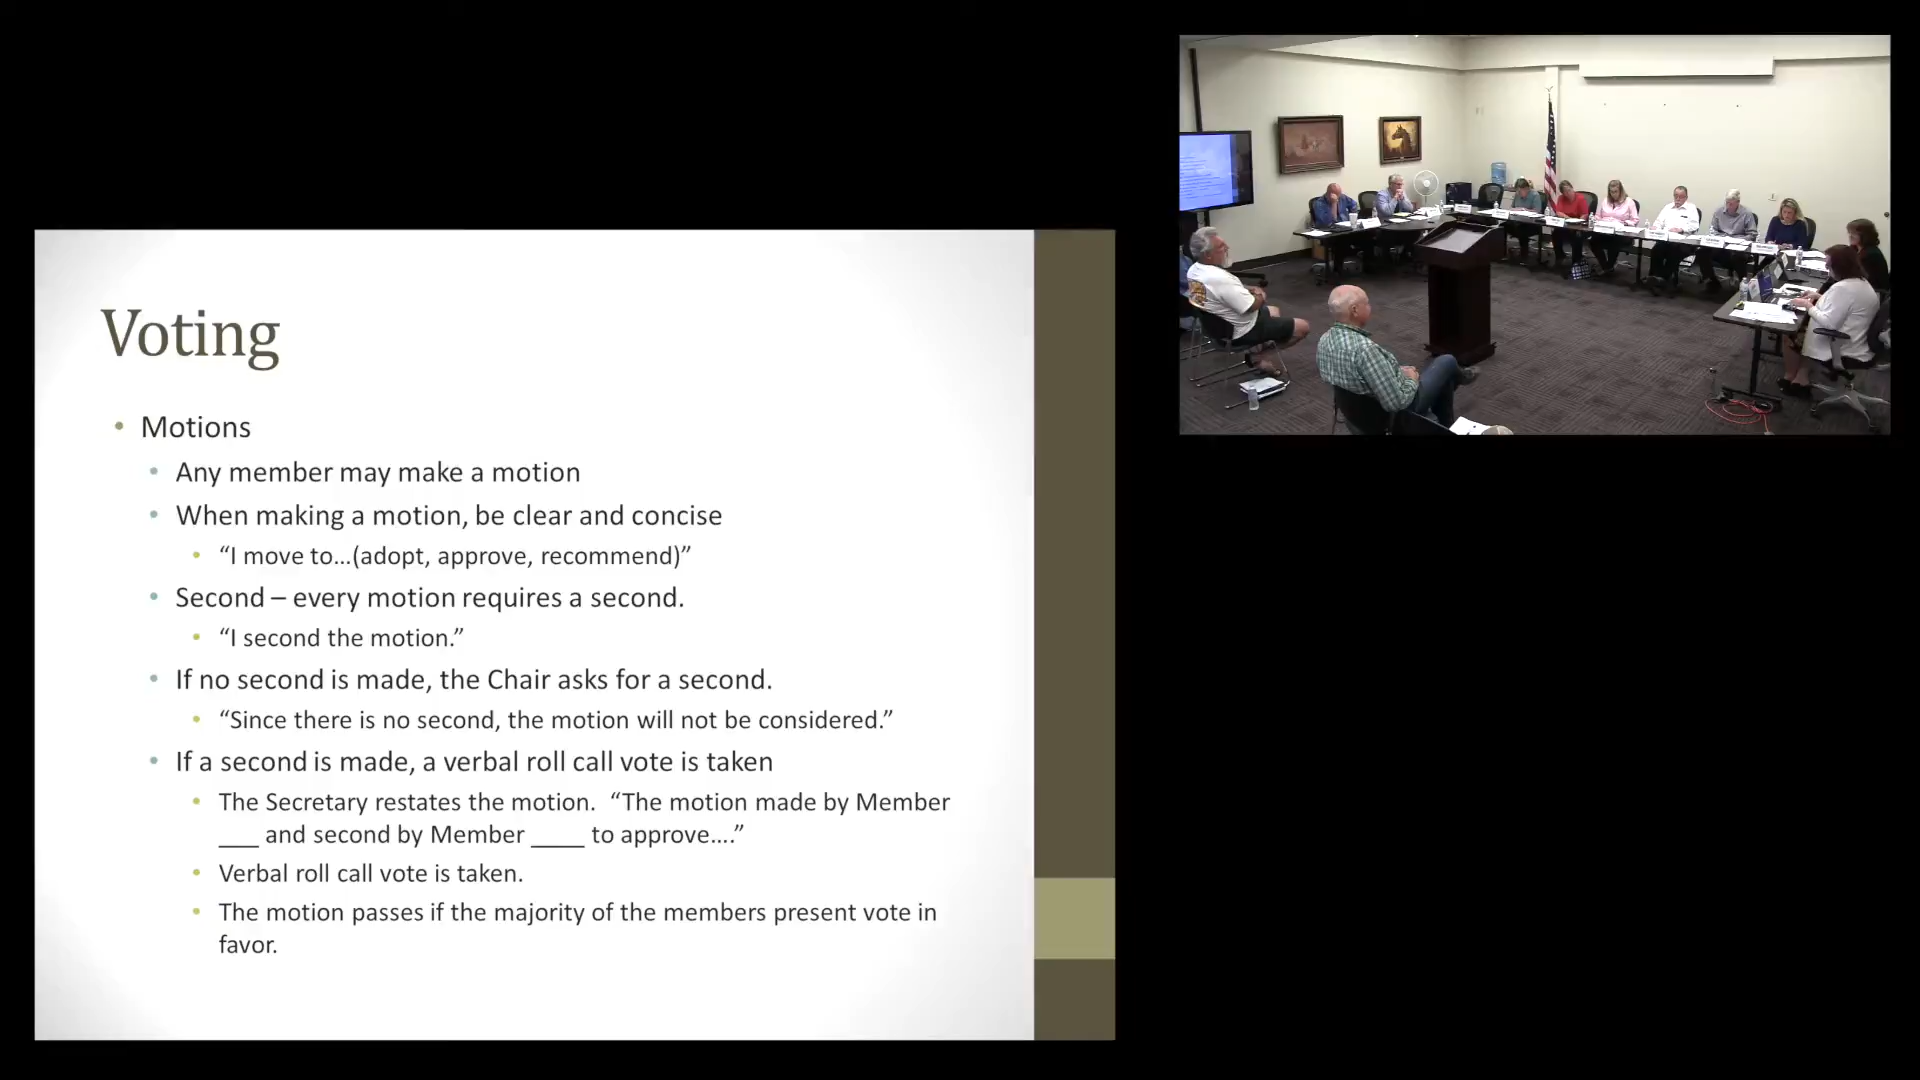 Voting
• Motions
• Any member may make a motion
• When making a motion, be clear and concise
• “I move to…(adopt, approve, recommend)”
• Second – every motion requires a second.
• “I second the motion.”
• If no second is made, the Chair asks for a second.
• “Since there is no second, the motion will not be considered.”
• If a second is made, a verbal roll call vote is taken
• The Secretary restates the motion.  “The motion made by Member
___ and second by Member ____ to approve….”
• Verbal roll call vote is taken.
• The motion passes if the majority of the members present vote in
favor.